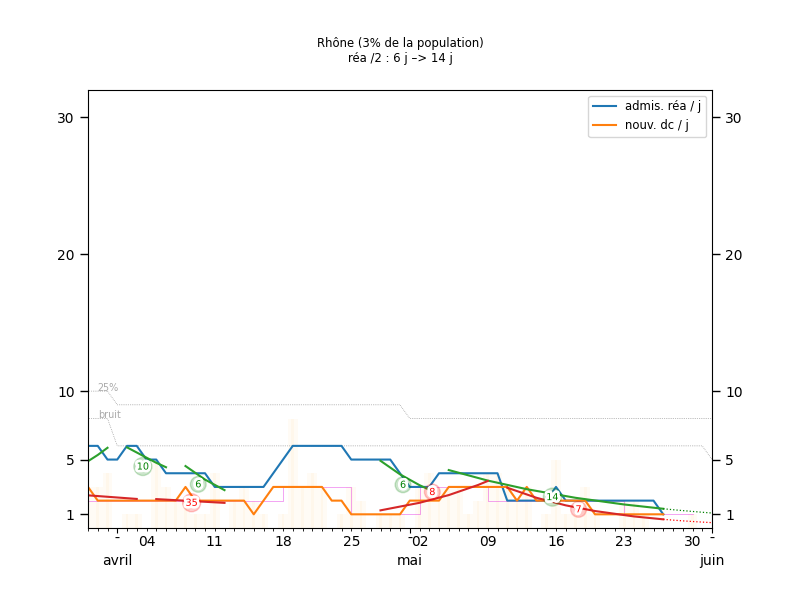 Rhône (3% de la population)
réa /2 : 6 j –> 14 j
admis. réa / j
nouv. dc / j
30 30
20 20
10 10
5 5
1 1
25%
bruit
10 6 35 6 8 14 7
- 04 11 18 25 - 02 09 16 23 30 -
avril mai juin